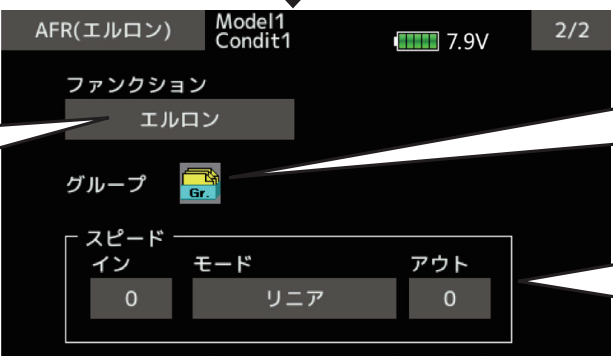 AFR(エルロン)
Model1
Condit1
7.9V
2/2
ファンクション
エルロン
グループ
Gr.
スピード
イン モード アウト
0 リニア 0